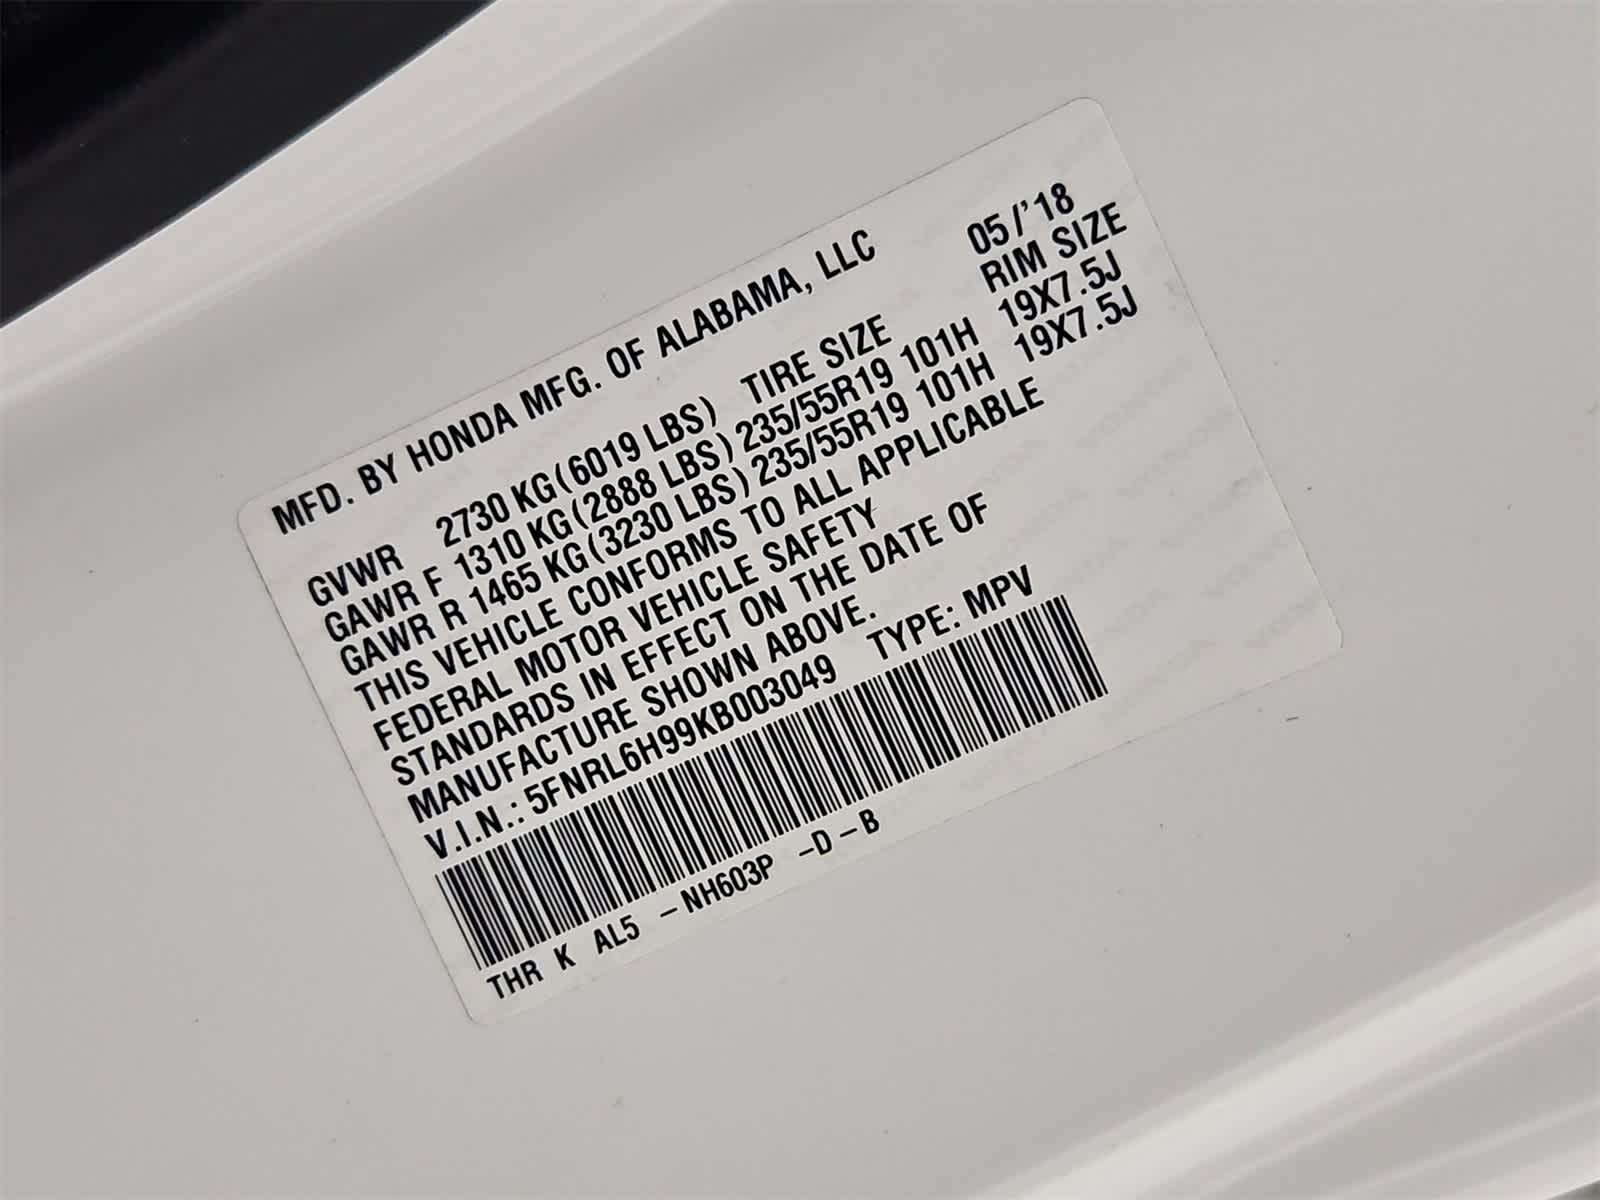 MFD. BY HONDA MFG. OF ALABAMA, LLC 05/'18
GVWR 2730 KG(6019 LBS) TIRE SIZE RIM SIZE
GAWR F 1310 KG(2888 LBS) 235/55R19 101H 19X7.5J
GAWR R 1465 KG(3230 LBS) 235/55R19 101H 19X7.5J
THIS VEHICLE CONFORMS TO ALL APPLICABLE
FEDERAL MOTOR VEHICLE SAFETY
STANDARDS IN EFFECT ON THE DATE OF
MANUFACTURE SHOWN ABOVE.
V.I.N.: 5FNRL6H99KB003049 TYPE: MPV
THR K AL5 -NH603P -D-B